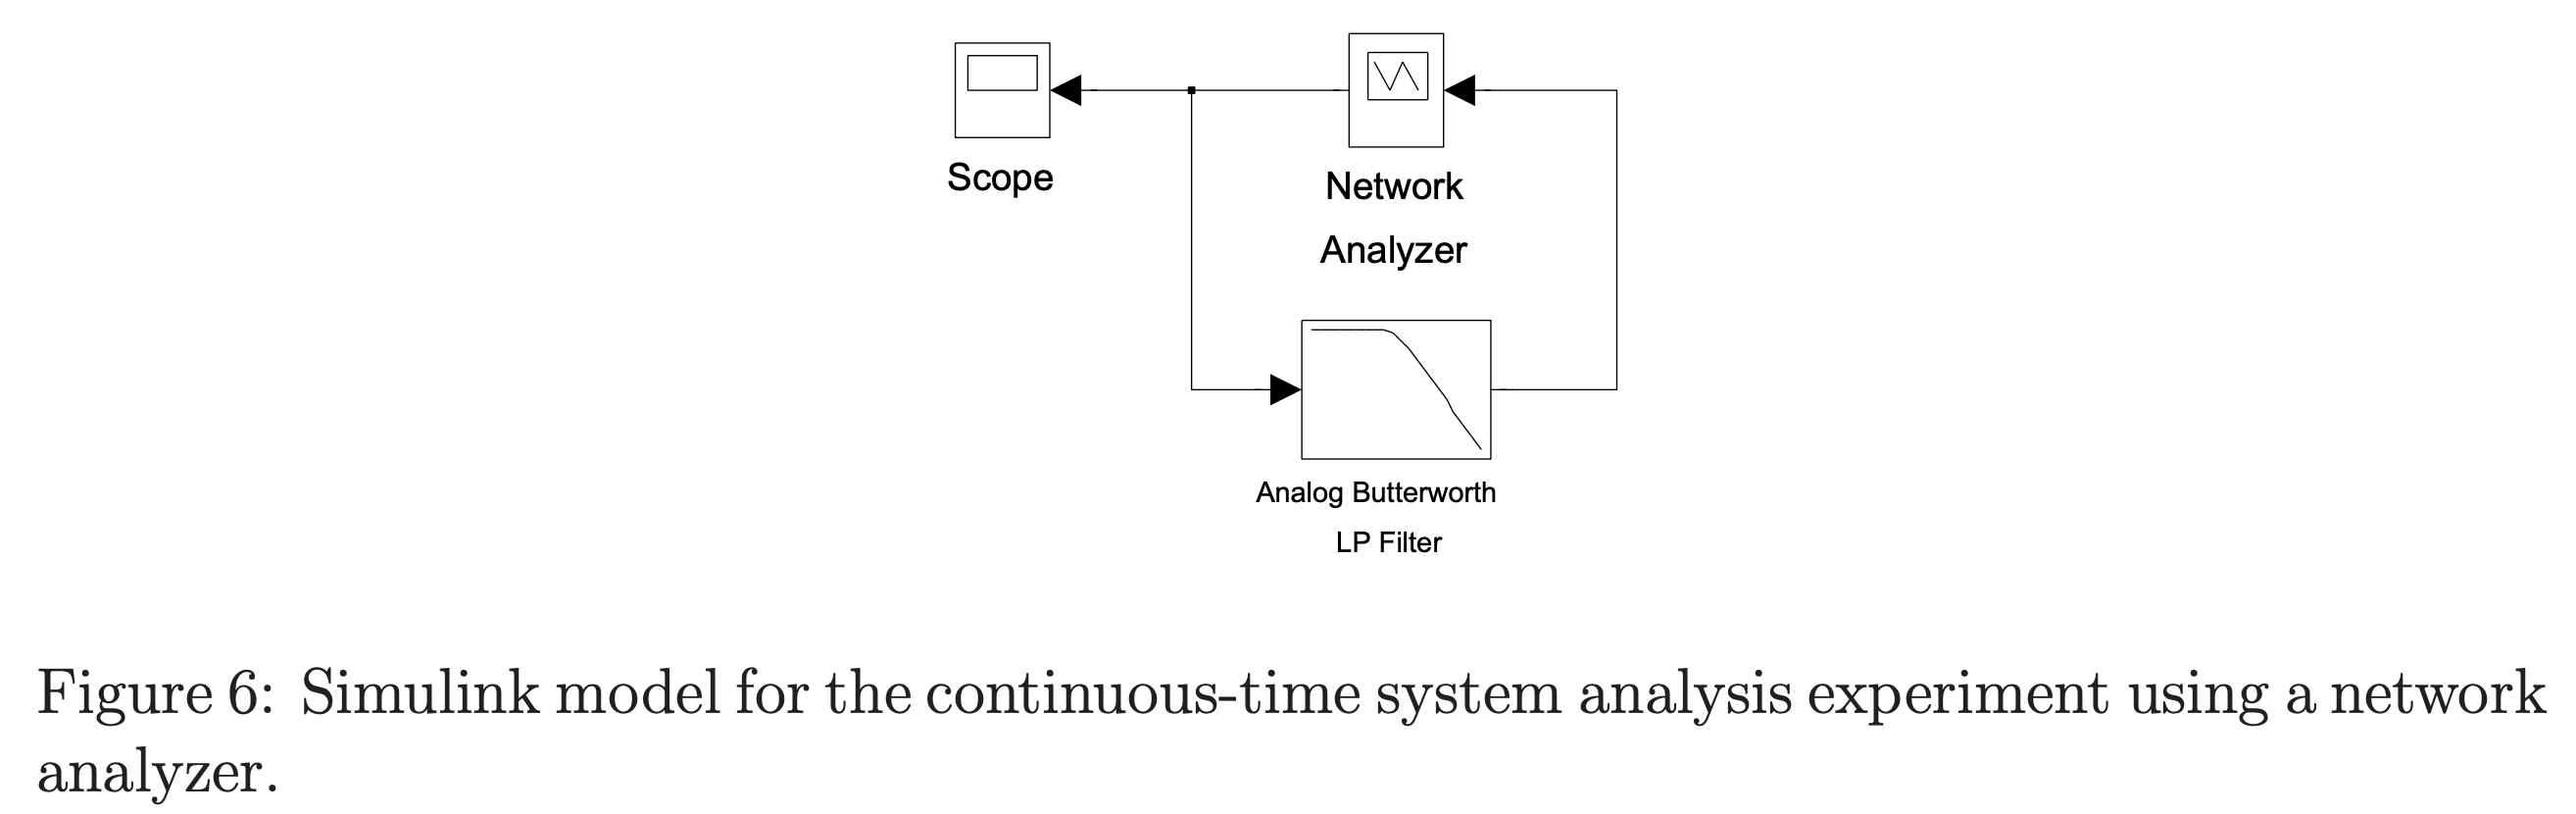 Scope
Network
Analyzer
Analog Butterworth
LP Filter
Figure 6: Simulink model for the continuous-time system analysis experiment using a network
analyzer.